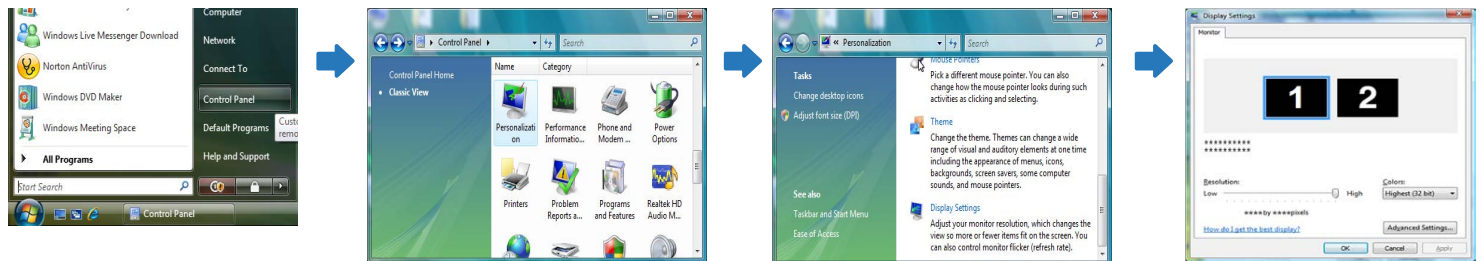 Computer
Windows Live Messenger Download
Network
Norton AntiVirus
Connect To
Windows DVD Maker
Control Panel
Windows Meeting Space
Default Programs
Custo
remo
All Programs
Help and Support
Start Search
Control Panel
Control Panel
Search
Control Panel Home
Classic View
Name Category
Personalizati
on
Performance
Informatio...
Phone and
Modem ...
Power
Options
Printers
Problem
Reports a...
Programs
and Features
Realtek HD
Audio M...
« Personalization
Search
Tasks
Change desktop icons
Adjust font size (DPI)
See also
Taskbar and Start Menu
Ease of Access
Mouse Pointers
Pick a different mouse pointer. You can also
change how the mouse pointer looks during such
activities as clicking and selecting.
Theme
Change the theme. Themes can change a wide
range of visual and auditory elements at one time
including the appearance of menus, icons,
backgrounds, screen savers, some computer
sounds, and mouse pointers.
Display Settings
Adjust your monitor resolution, which changes the
view so more or fewer items fit on the screen. You
can also control monitor flicker (refresh rate).
Display Settings
Monitor
1 2
**********
**********
Resolution:
Low High
****by ****pixels
Colors:
Highest (32 bit)
How do I get the best display?
Advanced Settings...
OK Cancel Apply